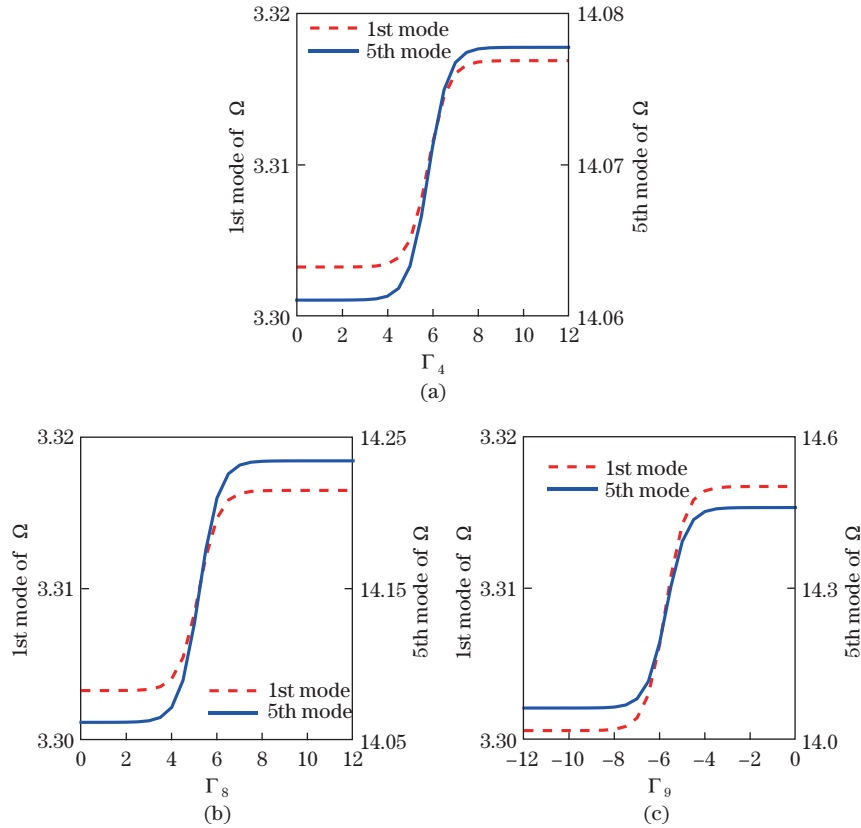 3.32
14.08
1st mode
5th mode
1st mode of Ω
3.31
14.07
5th mode of Ω
3.30
14.06
0 2 4 6 8 10 12
Γ4
(a)
3.32
14.25
1st mode of Ω
3.31
14.15
5th mode of Ω
1st mode
5th mode
3.30
14.05
0 2 4 6 8 10 12
Γ8
(b)
3.32
14.6
1st mode
5th mode
1st mode of Ω
3.31
14.3
5th mode of Ω
3.30
14.0
−12 −10 −8 −6 −4 −2 0
Γ9
(c)